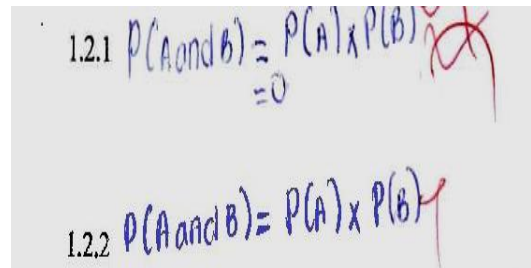 1.2.1 P(A and B) = P(A) x P(B)
= 0
1.2.2 P(A and B) = P(A) x P(B)